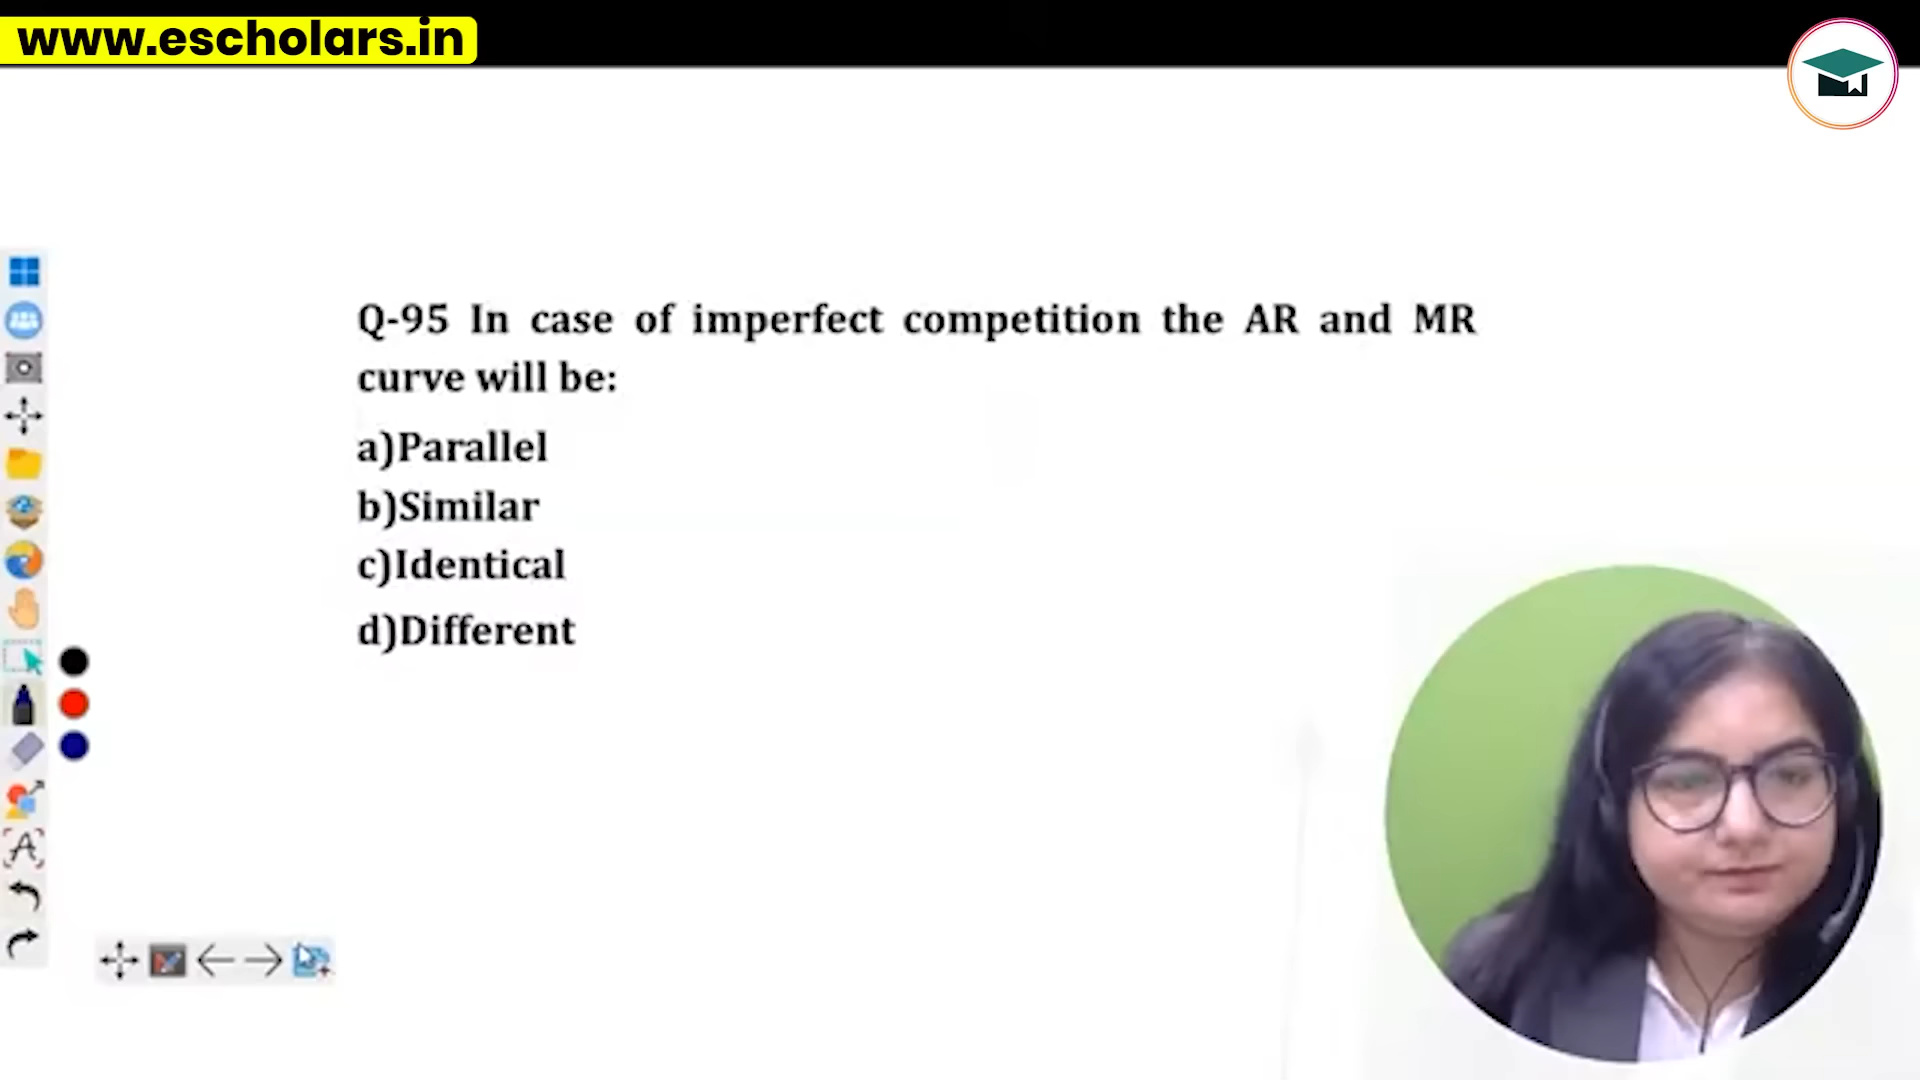 www.escholars.in
Q-95 In case of imperfect competition the AR and MR
curve will be:
a)Parallel
b)Similar
c)Identical
d)Different